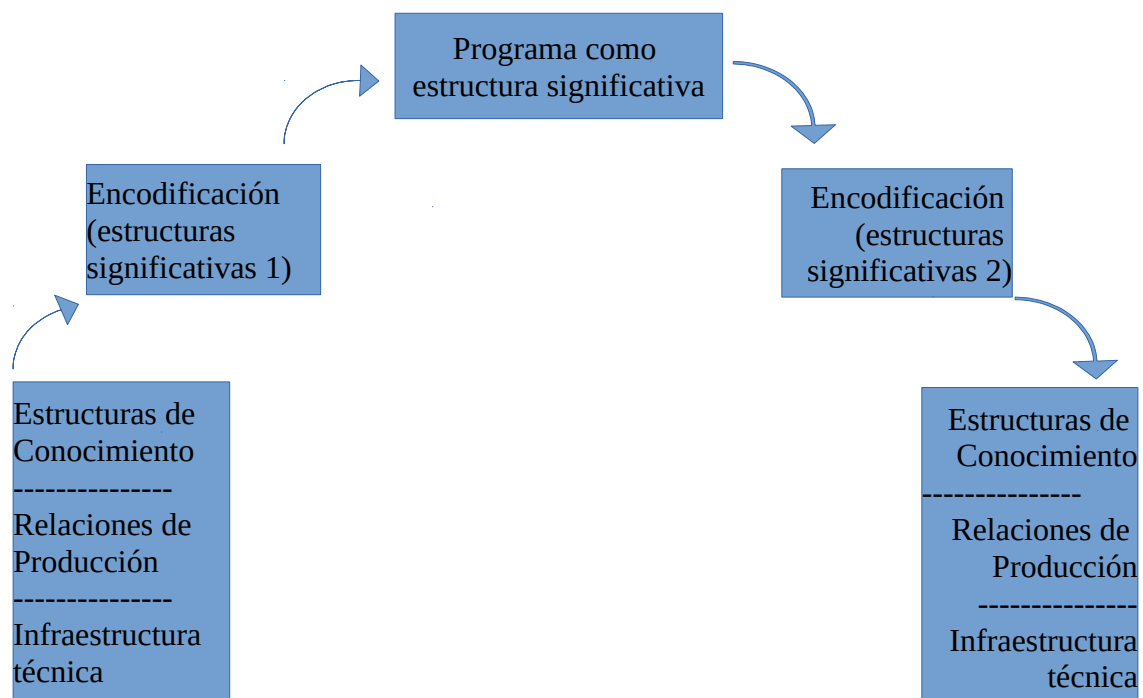 Programa como
estructura significativa
Encodificación
(estructuras
significativas 1)
Encodificación
(estructuras
significativas 2)
Estructuras de
Conocimiento
---------------
Relaciones de
Producción
---------------
Infraestructura
técnica
Estructuras de
Conocimiento
---------------
Relaciones de
Producción
---------------
Infraestructura
técnica